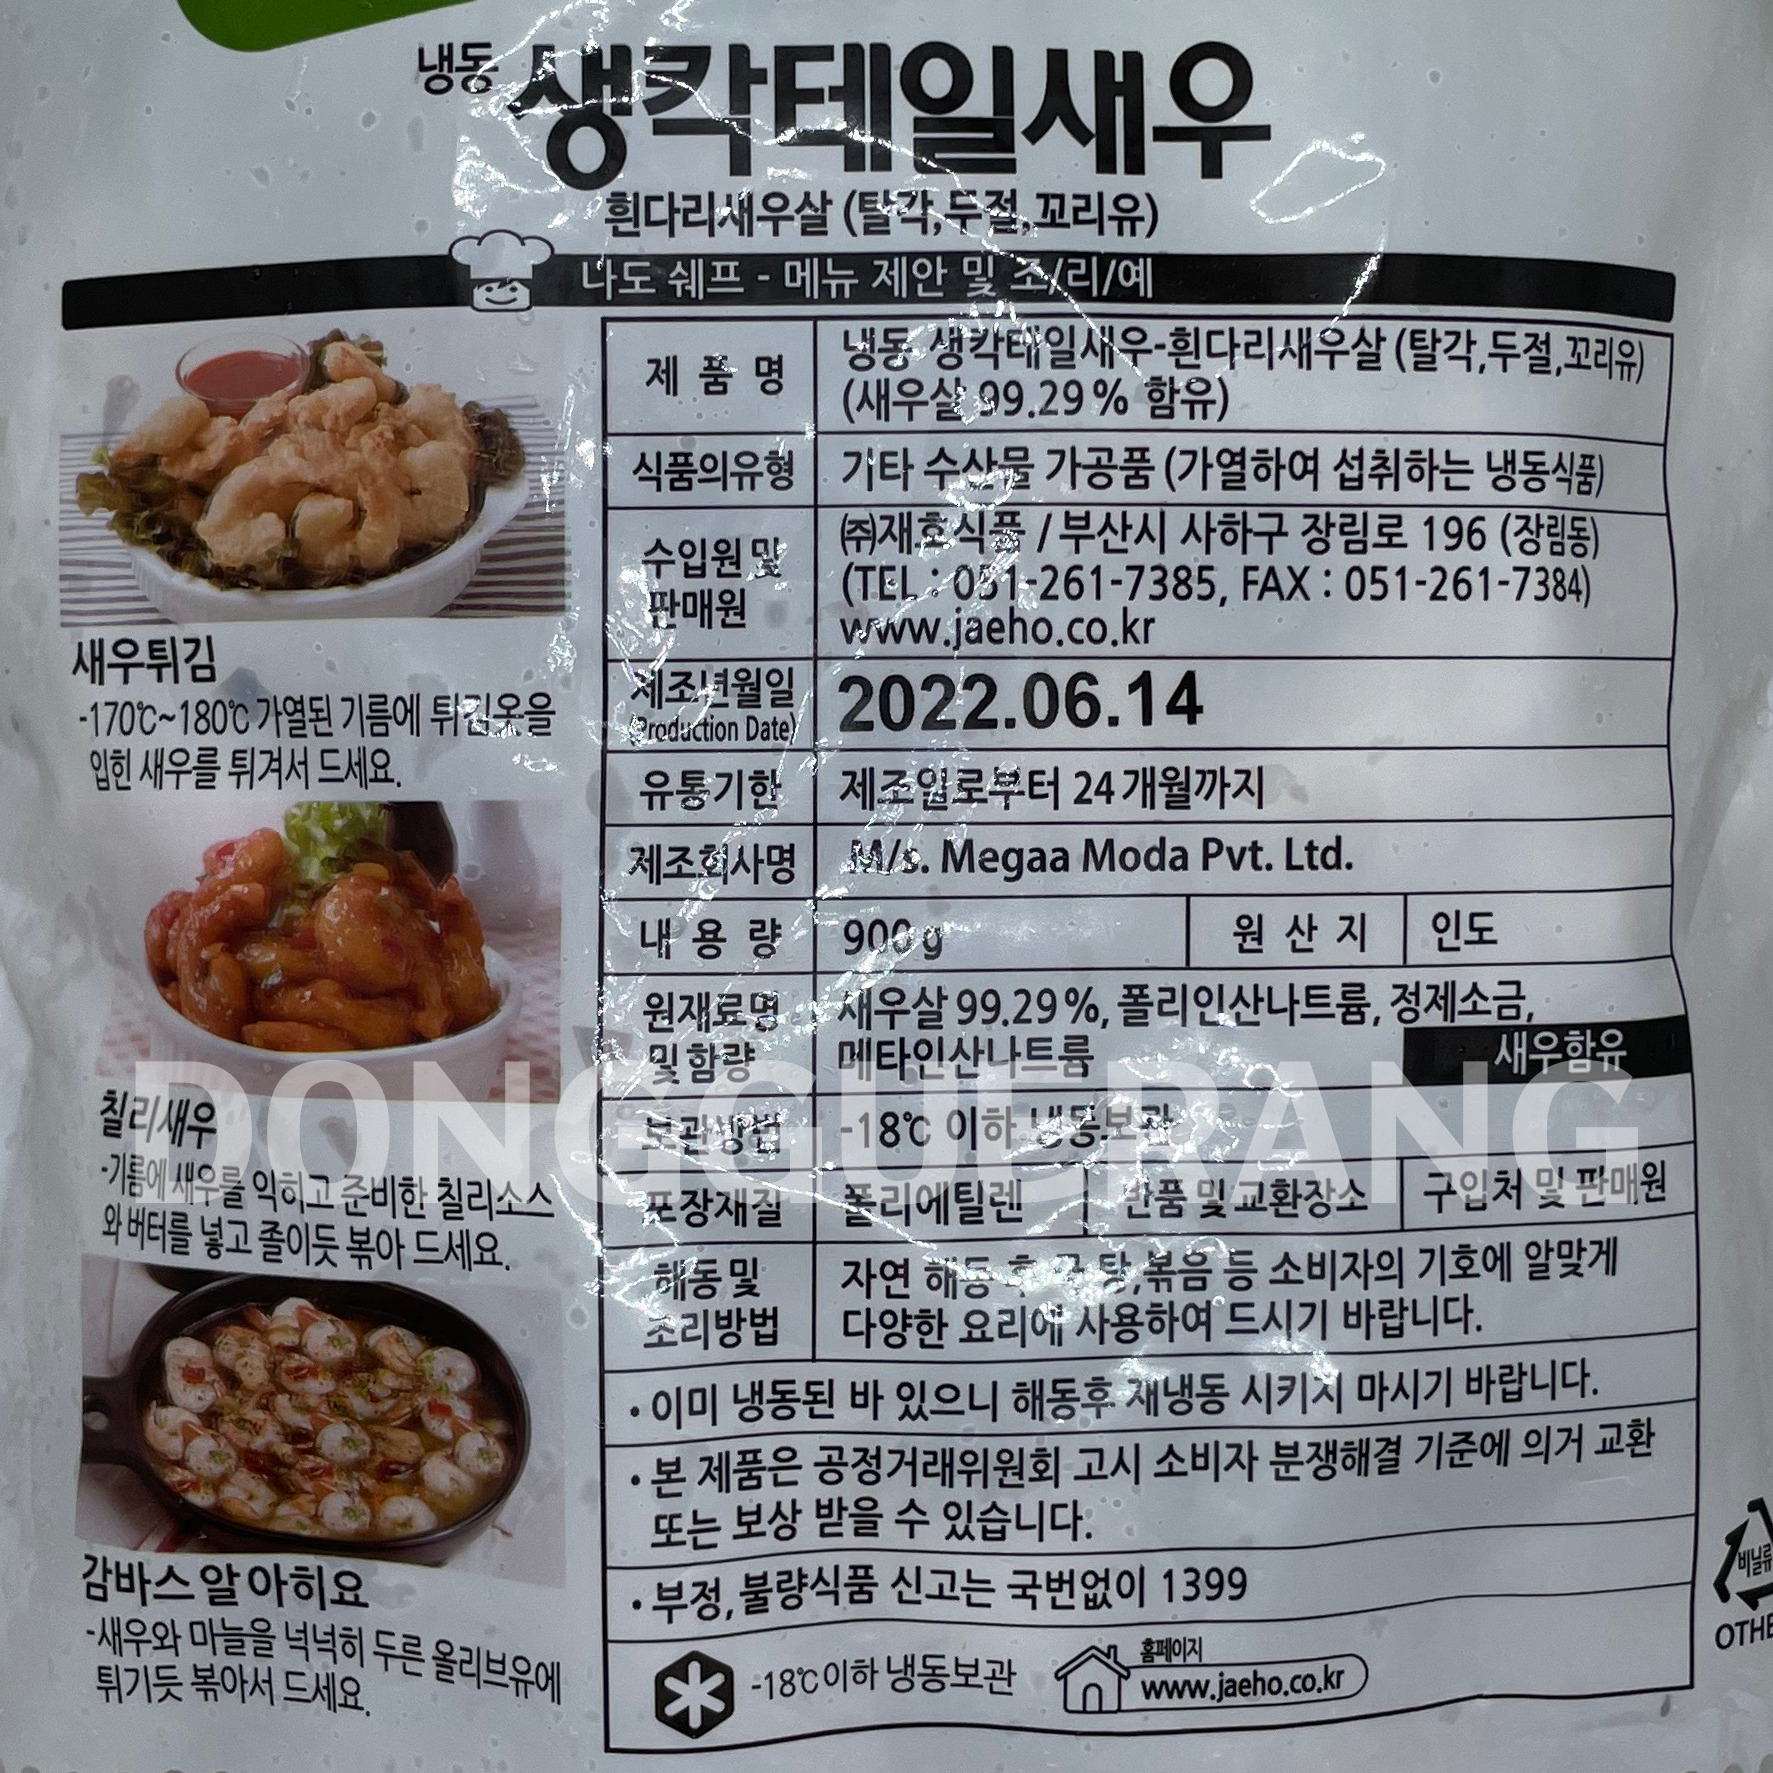 냉동 생칵테일새우
흰다리새우살 (탈각,두절,꼬리유)
나도 쉐프 - 메뉴 제안 및 조/리/예
새우튀김
-170℃~180℃ 가열된 기름에 튀김옷을
입힌 새우를 튀겨서 드세요.
칠리새우
-기름에 새우를 익히고 준비한 칠리소스
와 버터를 넣고 졸이듯 볶아 드세요.
감바스 알 아히요
-새우와 마늘을 넉넉히 두른 올리브유에
튀기듯 볶아서 드세요.
제 품 명
냉동 생칵테일새우-흰다리새우살 (탈각,두절,꼬리유)
(새우살 99.29% 함유)
식품의유형
기타 수산물 가공품 (가열하여 섭취하는 냉동식품)
수입원 및
판매원
㈜재호식품 / 부산시 사하구 장림로 196 (장림동)
(TEL : 051-261-7385, FAX : 051-261-7384)
www.jaeho.co.kr
제조년월일
(Production Date)
2022.06.14
유통기한
제조일로부터 24개월까지
제조회사명
M/s. Megaa Moda Pvt. Ltd.
내 용 량
900 g
원 산 지
인도
원재료명
및 함량
새우살 99.29%, 폴리인산나트륨, 정제소금,
메타인산나트륨
새우함유
보관방법
-18℃ 이하 냉동보관
포장재질
폴리에틸렌
반품 및 교환장소
구입처 및 판매원
해동 및
조리방법
자연 해동 후 국,탕,볶음 등 소비자의 기호에 알맞게
다양한 요리에 사용하여 드시기 바랍니다.
• 이미 냉동된 바 있으니 해동후 재냉동 시키지 마시기 바랍니다.
• 본 제품은 공정거래위원회 고시 소비자 분쟁해결 기준에 의거 교환
또는 보상 받을 수 있습니다.
• 부정, 불량식품 신고는 국번없이 1399
-18℃이하 냉동보관
홈페이지
www.jaeho.co.kr
비닐류
OTHE
DONGGUERANG